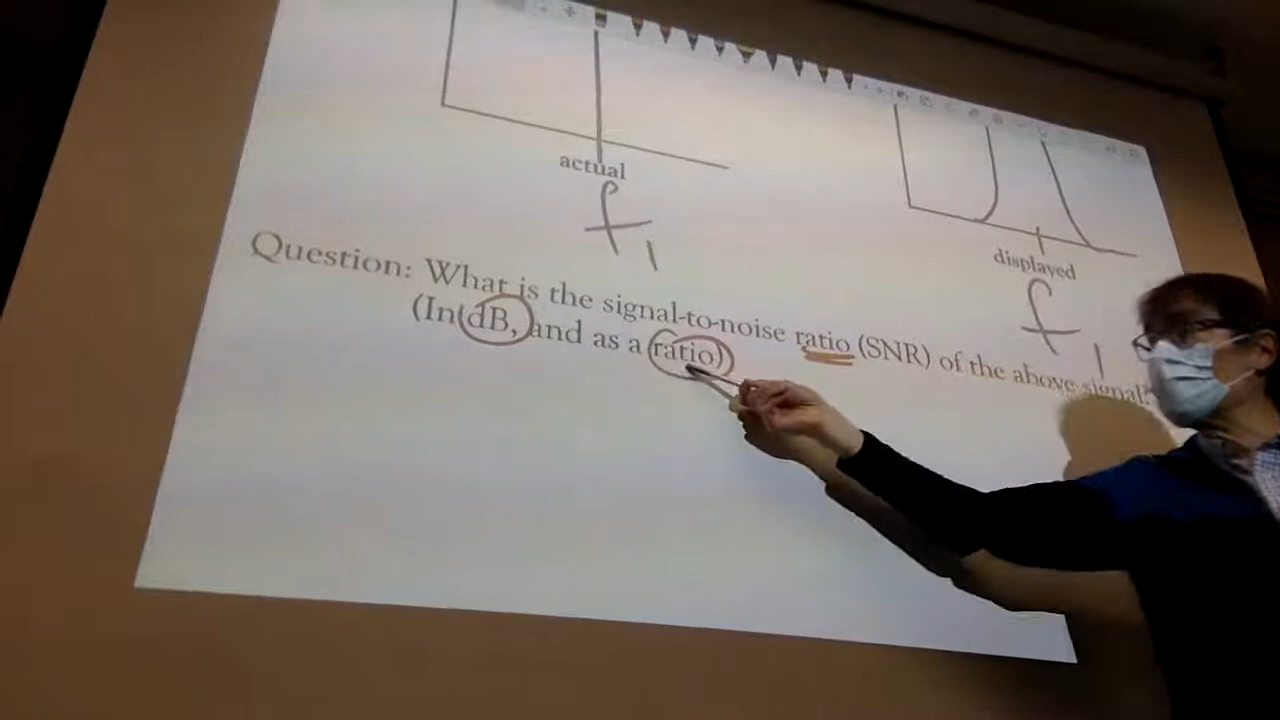 actual
f1
displayed
f1
Question: What is the signal-to-noise ratio (SNR) of the above signal?
(In dB, and as a ratio)